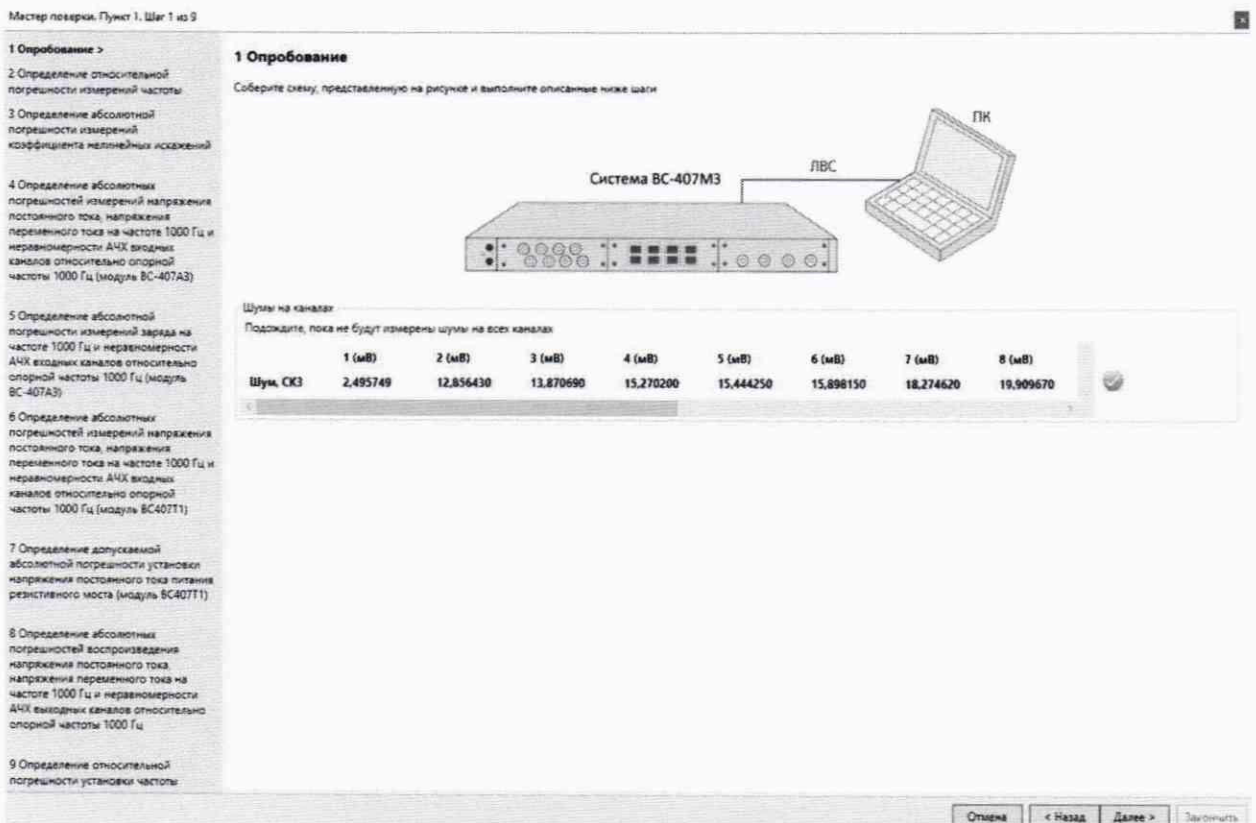 Мастер поверки. Пункт 1. Шаг 1 из 9
1 Опробование >
2 Определение относительной
погрешности измерений частоты
3 Определение абсолютной
погрешности измерений
коэффициента нелинейных искажений
4 Определение абсолютных
погрешностей измерений напряжения
постоянного тока, напряжения
переменного тока на частоте 1000 Гц и
неравномерности АЧХ входных
каналов относительно опорной
частоты 1000 Гц (модуль ВС-407А3)
5 Определение абсолютной
погрешности измерений заряда на
частоте 1000 Гц и неравномерности
АЧХ входных каналов относительно
опорной частоты 1000 Гц (модуль
ВС-407А3)
6 Определение абсолютных
погрешностей измерений напряжения
постоянного тока, напряжения
переменного тока на частоте 1000 Гц и
неравномерности АЧХ входных
каналов относительно опорной
частоты 1000 Гц (модуль ВС407Т1)
7 Определение допускаемой
абсолютной погрешности установки
напряжения постоянного тока питания
резистивного моста (модуль ВС407Т1)
8 Определение абсолютных
погрешностей воспроизведения
напряжения постоянного тока,
напряжения переменного тока на
частоте 1000 Гц и неравномерности
АЧХ выходных каналов относительно
опорной частоты 1000 Гц
9 Определение относительной
погрешности установки частоты
1 Опробование
Соберите схему, представленную на рисунке и выполните описанные ниже шаги
ПК
ЛВС
Система ВС-407М3
Шумы на каналах
Подождите, пока не будут измерены шумы на всех каналах
1 (мВ) 2 (мВ) 3 (мВ) 4 (мВ) 5 (мВ) 6 (мВ) 7 (мВ) 8 (мВ)
Шум, СКЗ 2,495749 12,856430 13,870690 15,270200 15,444250 15,898150 18,274620 19,909670
Отмена < Назад Далее > Закончить